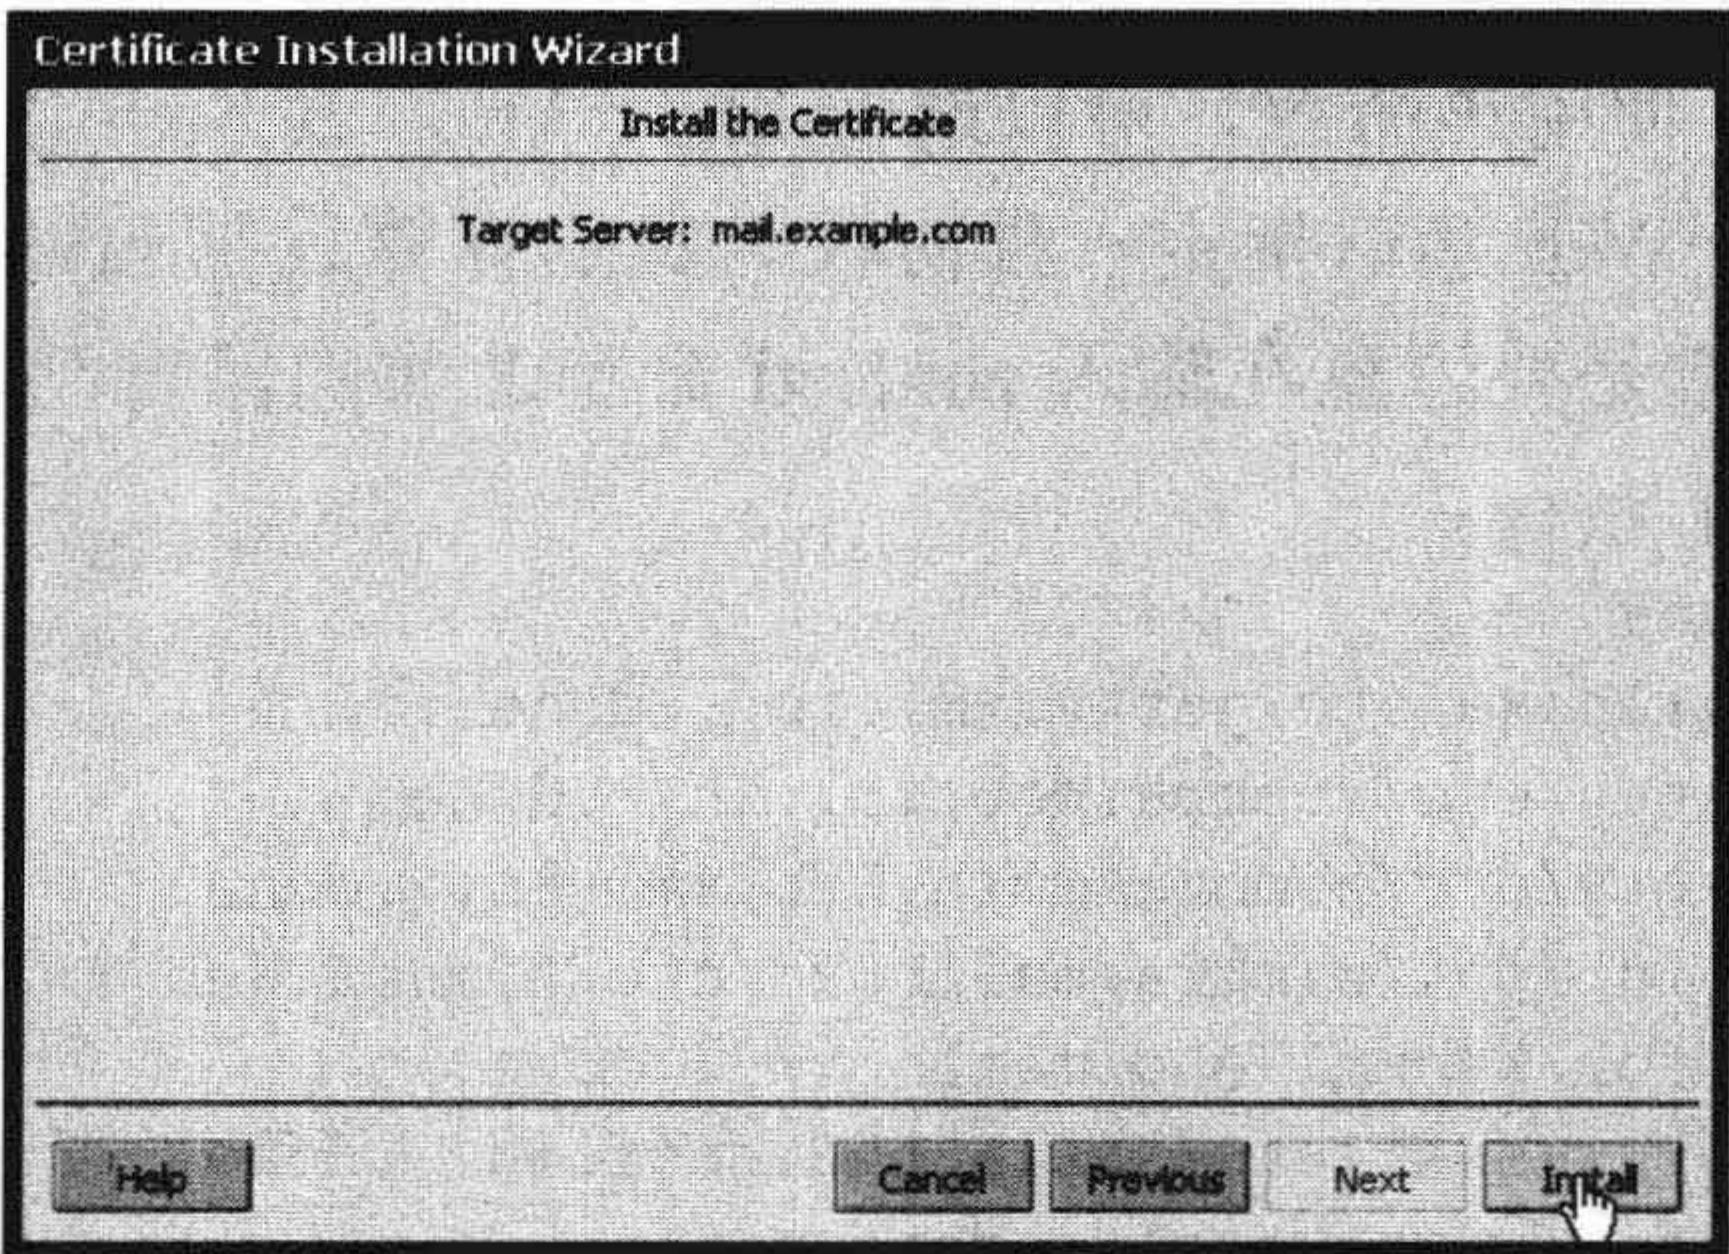 Certificate Installation Wizard
Install the Certificate
Target Server: mail.example.com
Help Cancel Previous Next Install